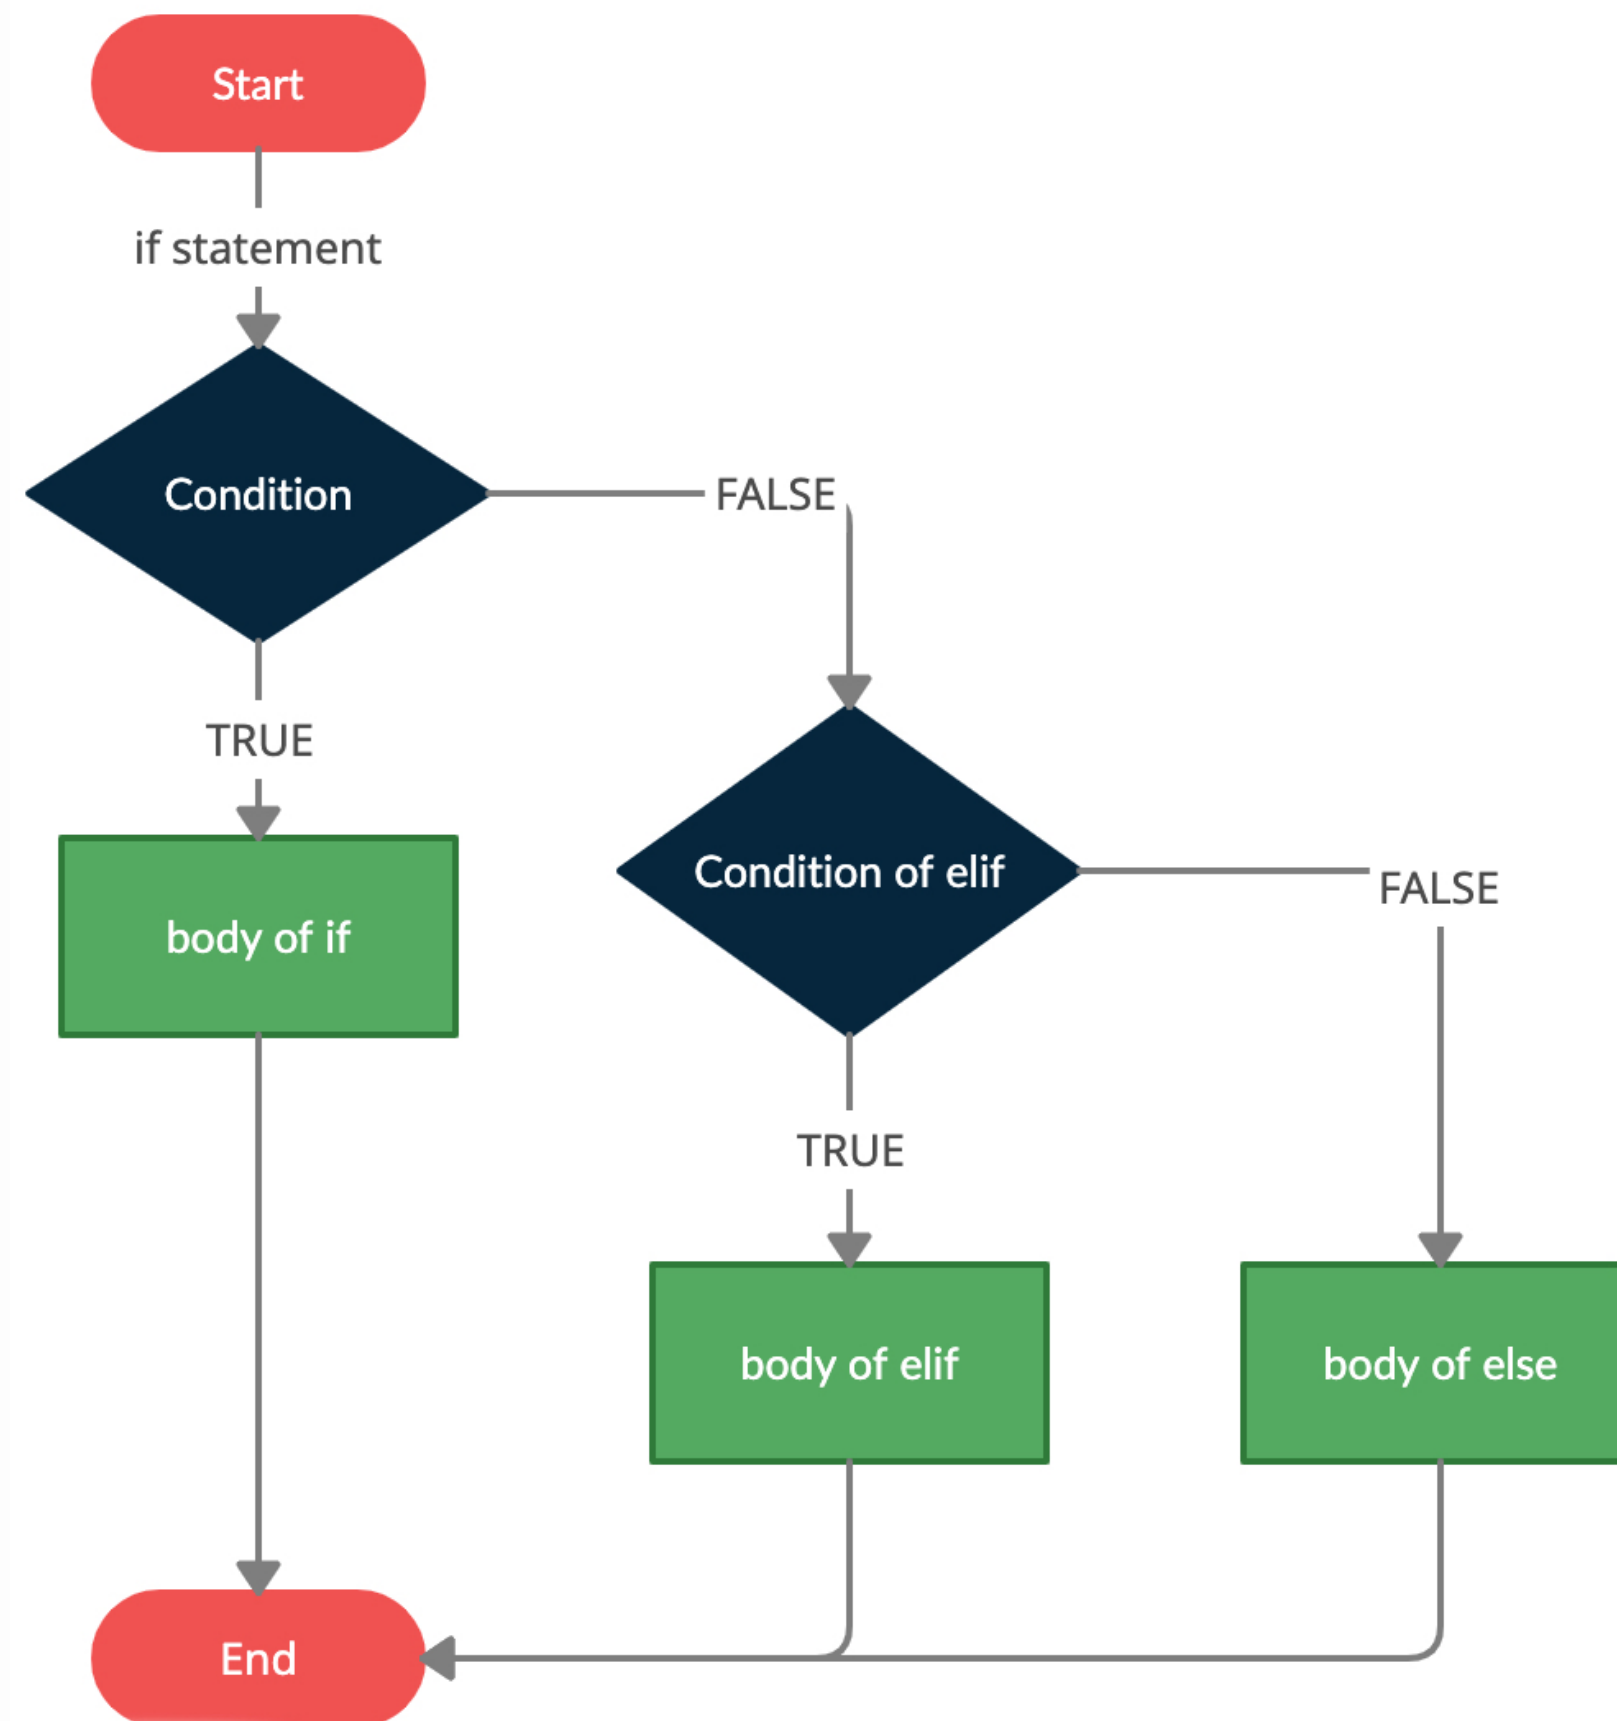 Start
if statement
Condition
FALSE
TRUE
Condition of elif
FALSE
body of if
TRUE
body of elif
body of else
End